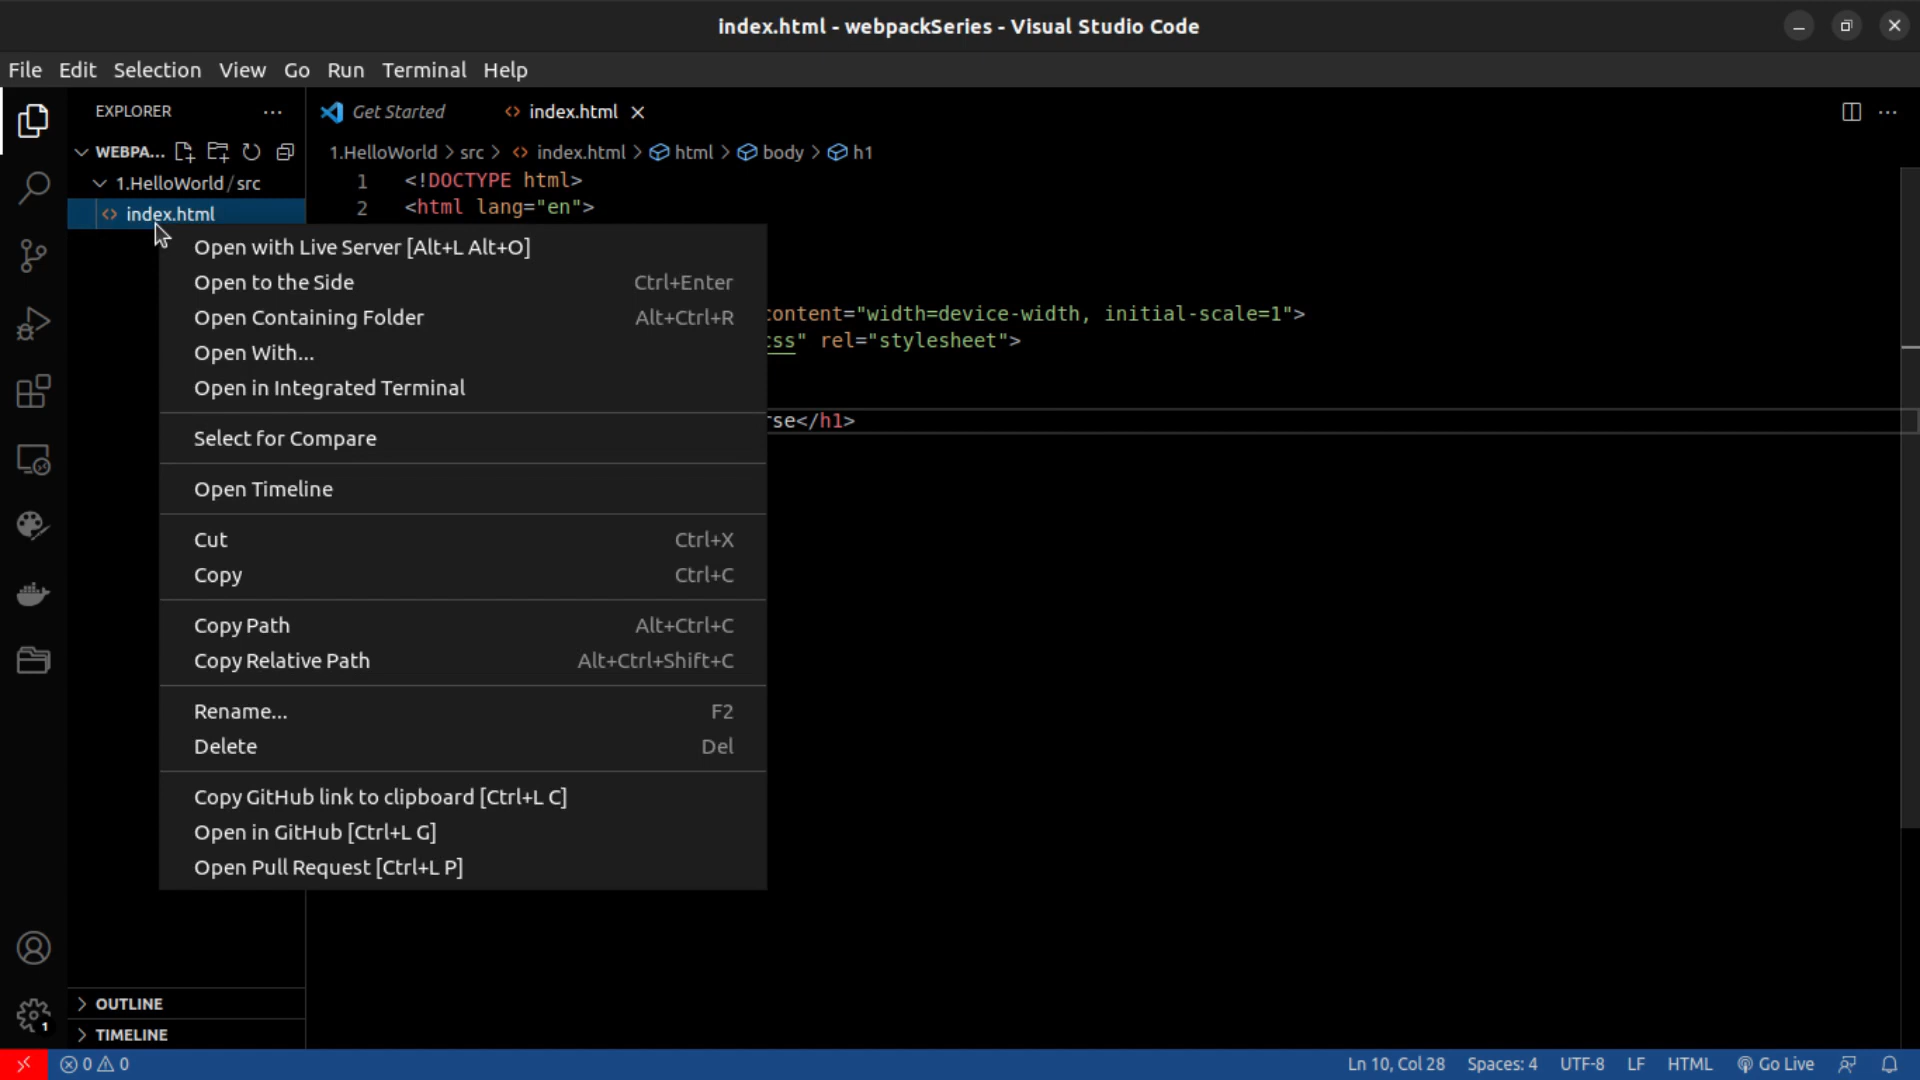 index.html - webpackSeries - Visual Studio Code
File Edit Selection View Go Run Terminal Help
EXPLORER
Get Started
index.html
WEBPA...
1.HelloWorld > src > index.html > html > body > h1
1.HelloWorld / src
index.html
1 <!DOCTYPE html>
2 <html lang="en">
content="width=device-width, initial-scale=1">
css" rel="stylesheet">
rse</h1>
Open with Live Server [Alt+L Alt+O]
Open to the Side Ctrl+Enter
Open Containing Folder Alt+Ctrl+R
Open With...
Open in Integrated Terminal
Select for Compare
Open Timeline
Cut Ctrl+X
Copy Ctrl+C
Copy Path Alt+Ctrl+C
Copy Relative Path Alt+Ctrl+Shift+C
Rename... F2
Delete Del
Copy GitHub link to clipboard [Ctrl+L C]
Open in GitHub [Ctrl+L G]
Open Pull Request [Ctrl+L P]
1
OUTLINE
TIMELINE
0 0
Ln 10, Col 28 Spaces: 4 UTF-8 LF HTML Go Live